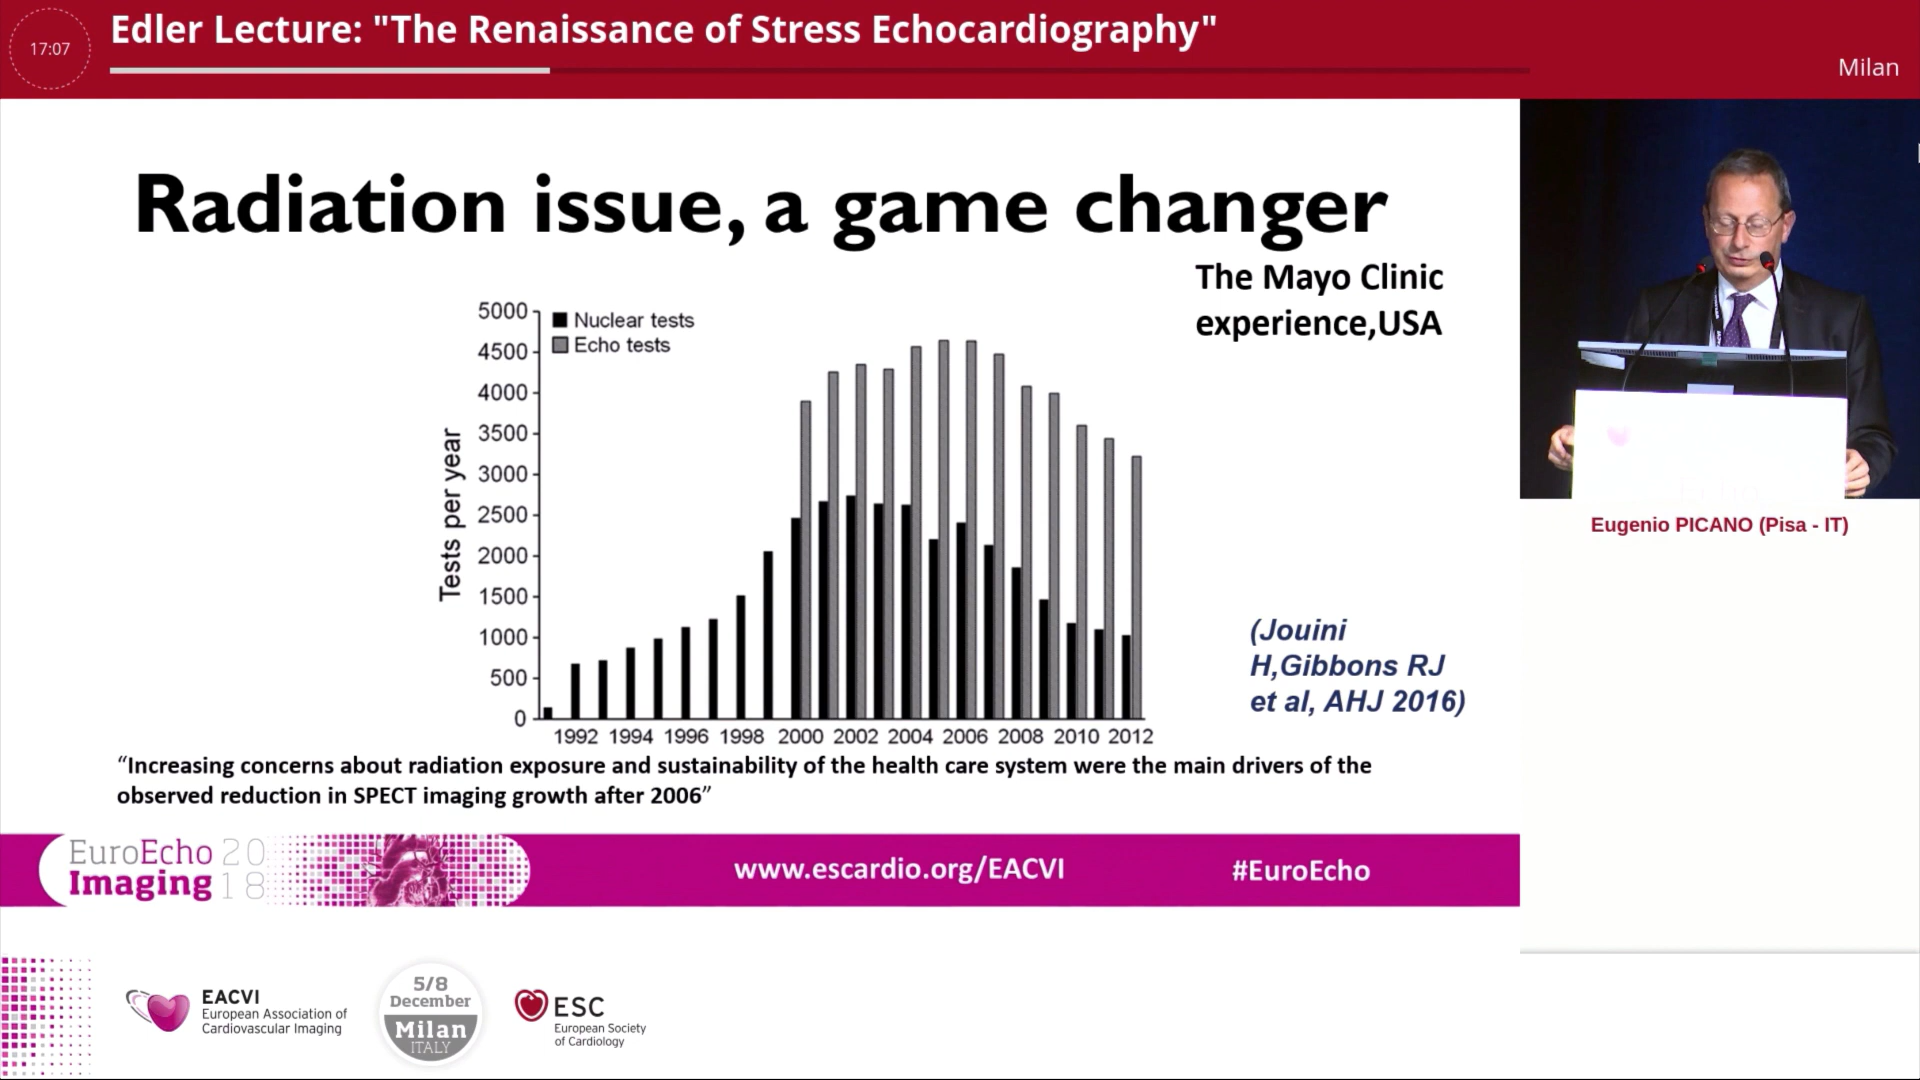 17:07
Edler Lecture: "The Renaissance of Stress Echocardiography"
Milan
Radiation issue, a game changer
The Mayo Clinic
experience,USA
Nuclear tests
Echo tests
Tests per year
5000
4500
4000
3500
3000
2500
2000
1500
1000
500
0
1992 1994 1996 1998 2000 2002 2004 2006 2008 2010 2012
(Jouini
H,Gibbons RJ
et al, AHJ 2016)
“Increasing concerns about radiation exposure and sustainability of the health care system were the main drivers of the
observed reduction in SPECT imaging growth after 2006”
Eugenio PICANO (Pisa - IT)
EuroEcho 20
Imaging 18
www.escardio.org/EACVI
#EuroEcho
EACVI
European Association of
Cardiovascular Imaging
5/8
December
Milan
ITALY
ESC
European Society
of Cardiology